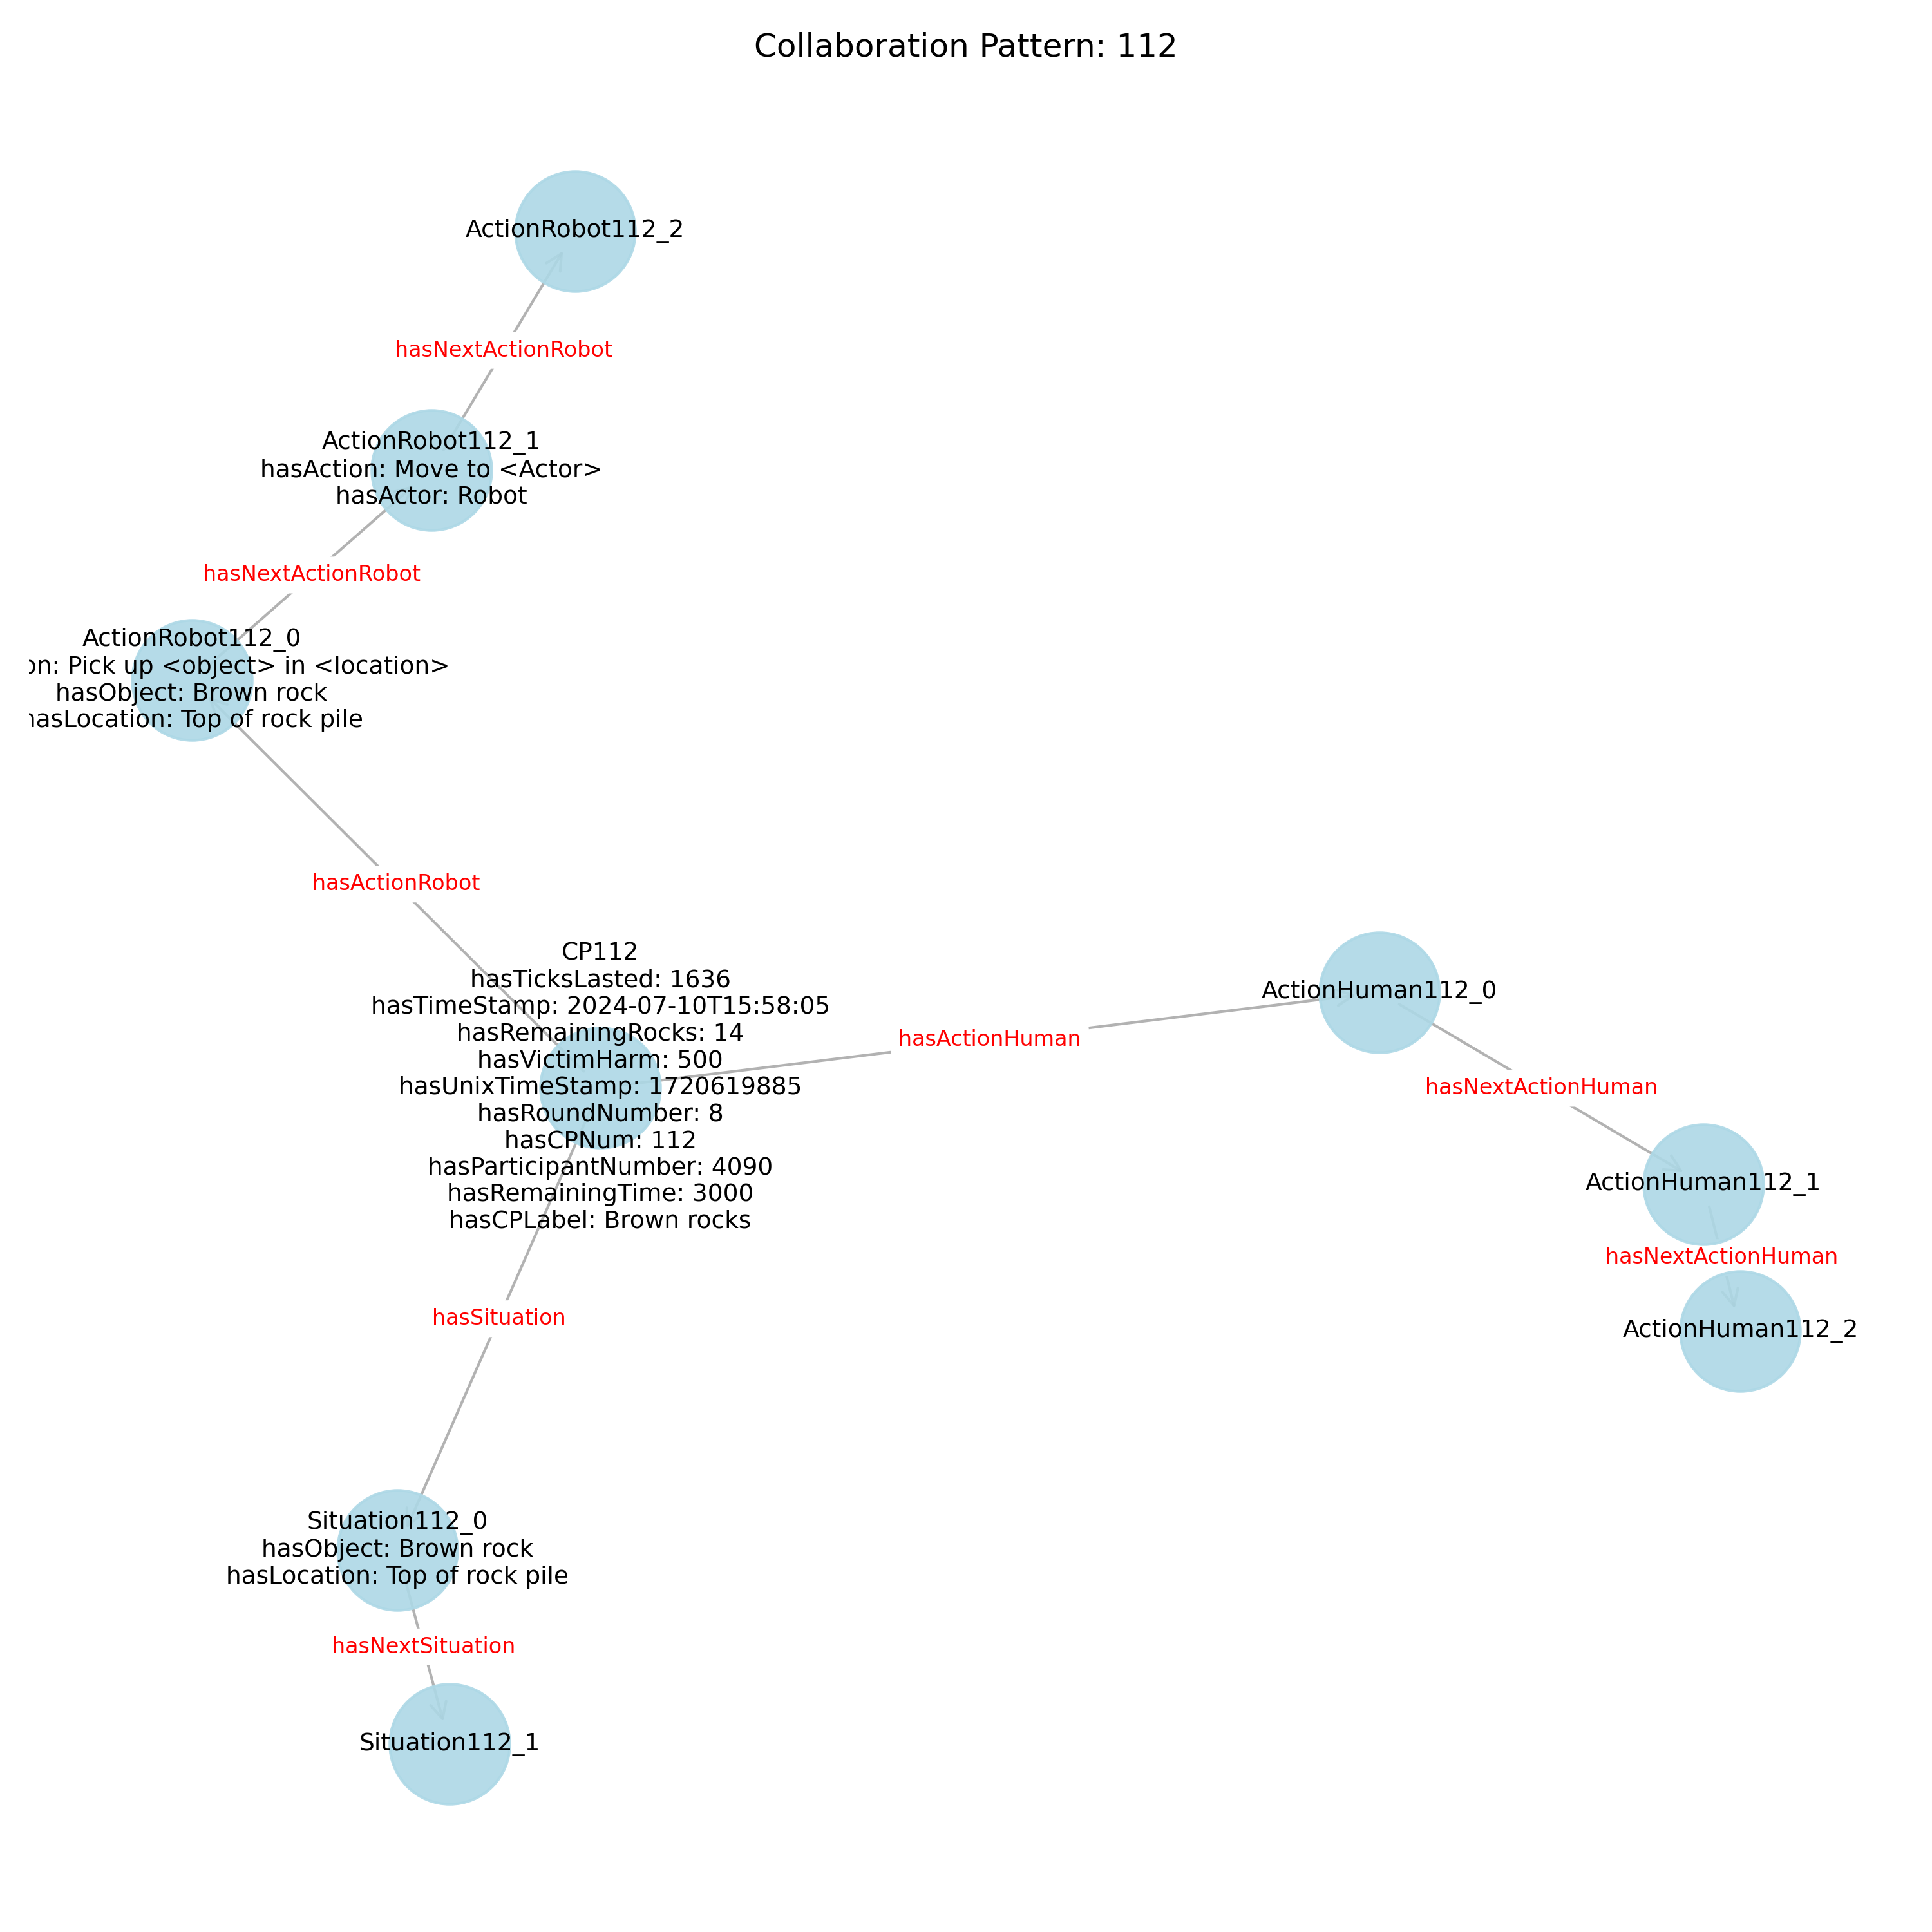 Collaboration Pattern: 112
ActionRobot112_2
hasNextActionRobot
ActionRobot112_1
hasAction: Move to <Actor>
hasActor: Robot
hasNextActionRobot
ActionRobot112_0
on: Pick up <object> in <location>
hasObject: Brown rock
hasLocation: Top of rock pile
hasActionRobot
CP112
hasTicksLasted: 1636
hasTimeStamp: 2024-07-10T15:58:05
hasRemainingRocks: 14
hasVictimHarm: 500
hasUnixTimeStamp: 1720619885
hasRoundNumber: 8
hasCPNum: 112
hasParticipantNumber: 4090
hasRemainingTime: 3000
hasCPLabel: Brown rocks
hasActionHuman
ActionHuman112_0
hasNextActionHuman
ActionHuman112_1
hasNextActionHuman
ActionHuman112_2
hasSituation
Situation112_0
hasObject: Brown rock
hasLocation: Top of rock pile
hasNextSituation
Situation112_1